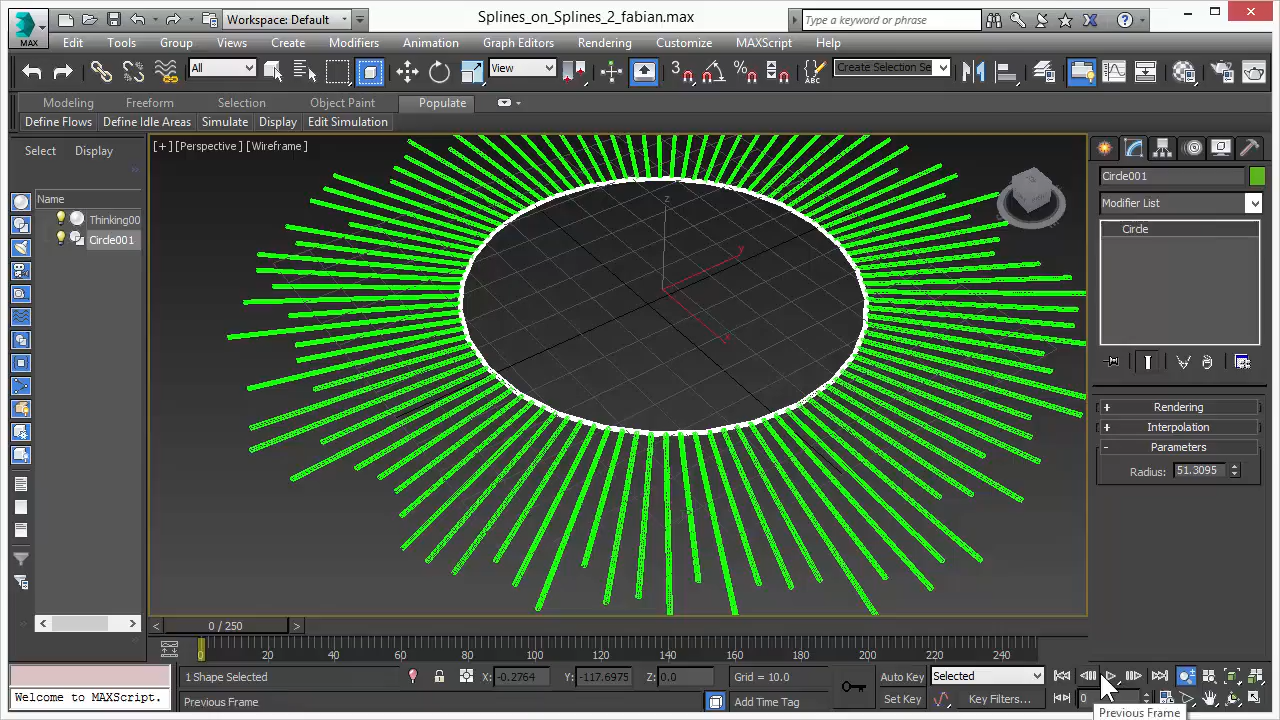 Workspace: Default
Splines_on_Splines_2_fabian.max
Type a keyword or phrase
MAX
Edit Tools Group Views Create Modifiers Animation Graph Editors Rendering Customize MAXScript Help
All
View
3
ABC
Create Selection Se
Modeling Freeform Selection Object Paint Populate
Define Flows Define Idle Areas Simulate Display Edit Simulation
Select Display
[+] [Perspective] [Wireframe]
Name
Thinking00
Circle001
z
y
x
Circle001
Modifier List
Circle
+ Rendering
+ Interpolation
- Parameters
Radius: 51.3095
< 0 / 250 >
0 20 40 60 80 100 120 140 160 180 200 220 240
1 Shape Selected X: -0.2764 Y: -117.6975 Z: 0.0 Grid = 10.0 Auto Key Selected
Welcome to MAXScript. Previous Frame Add Time Tag Set Key Key Filters... 0
Previous Frame